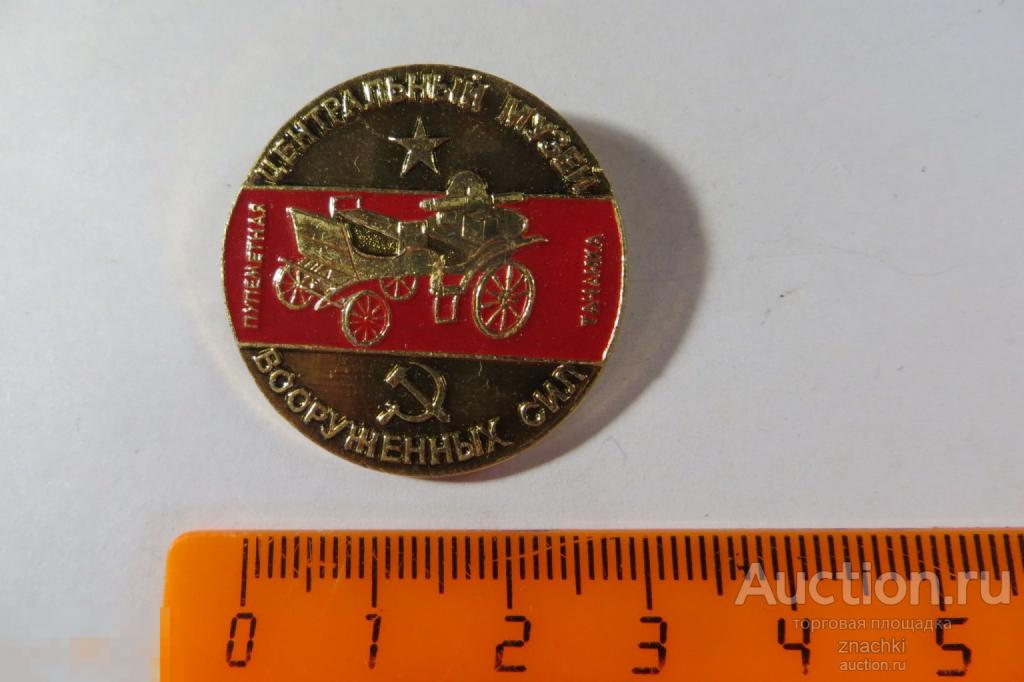 ЦЕНТРАЛЬНЫЙ МУЗЕЙ
ПУЛЕМЕТНАЯ
ТАЧАНКА
ВООРУЖЕННЫХ СИЛ
0 1 2 3 4 5
Auction.ru
торговая площадка
znachki
auction.ru